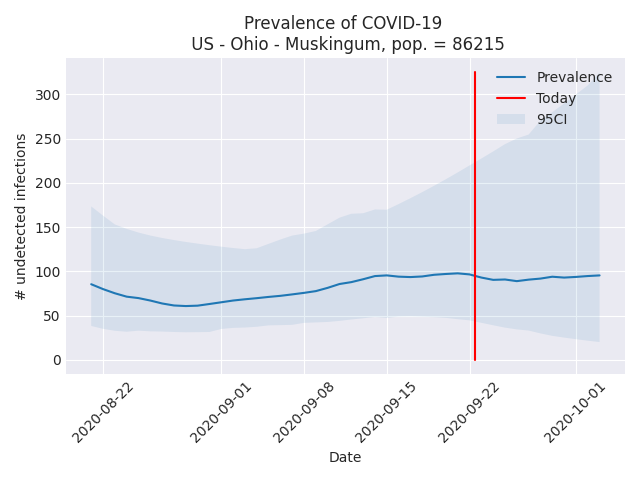 Prevalence of COVID-19
US - Ohio - Muskingum, pop. = 86215
Prevalence
Today
95CI
# undetected infections
300
250
200
150
100
50
0
2020-08-22
2020-09-01
2020-09-08
2020-09-15
2020-09-22
2020-10-01
Date